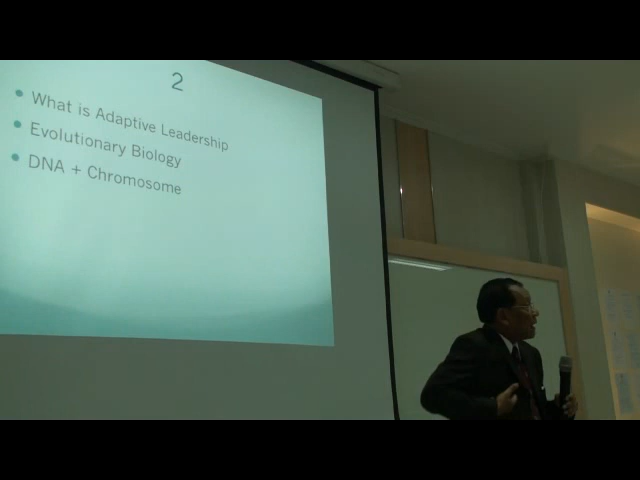 2
What is Adaptive Leadership
Evolutionary Biology
DNA + Chromosome